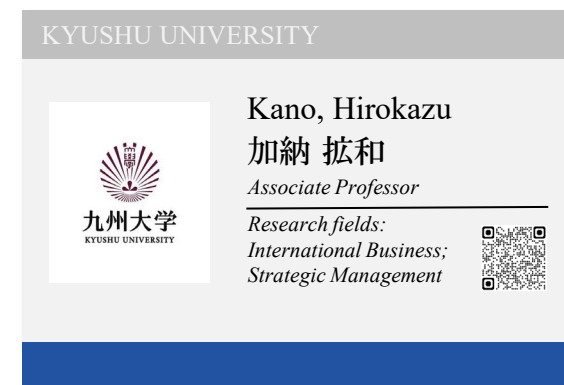 KYUSHU UNIVERSITY
Kano, Hirokazu
加納 拡和
Associate Professor
九州大学
KYUSHU UNIVERSITY
Research fields:
International Business;
Strategic Management